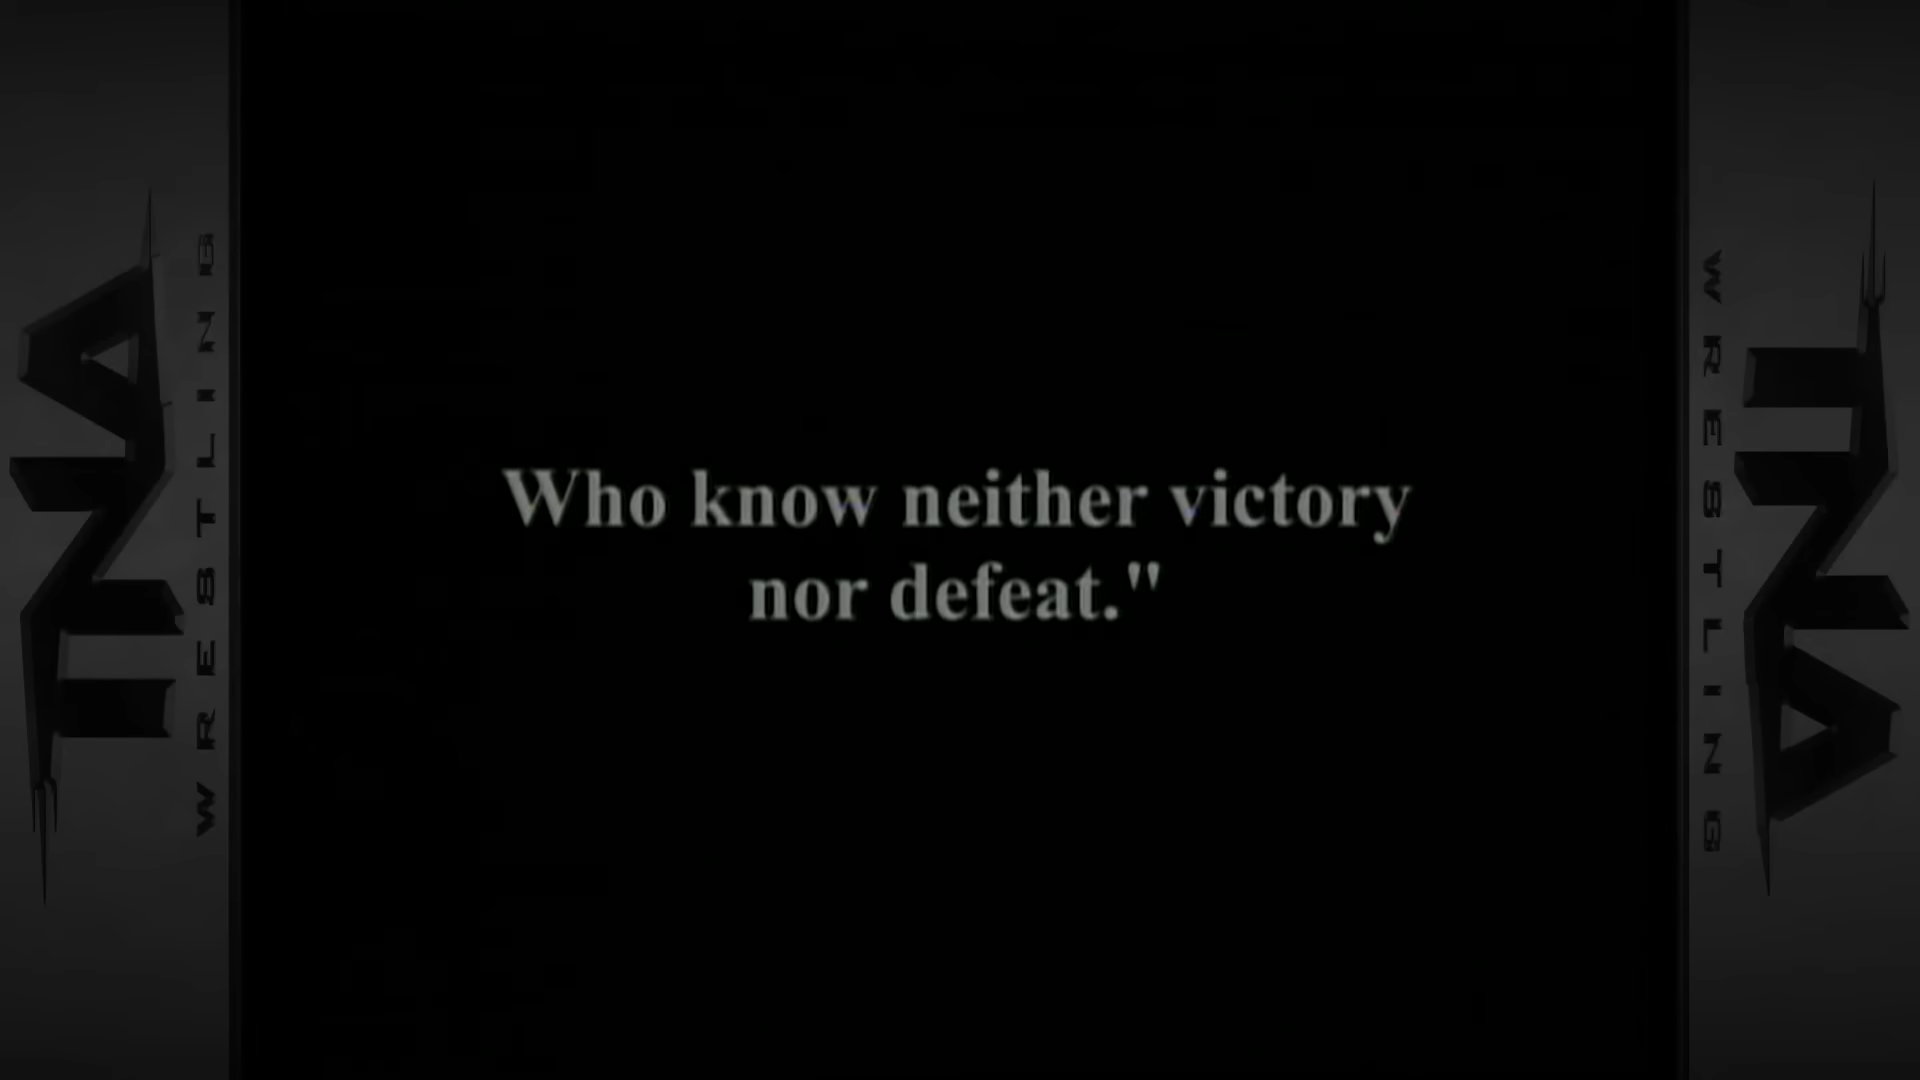 TNA
WRESTLING
Who know neither victory
nor defeat."
WRESTLING
TNA